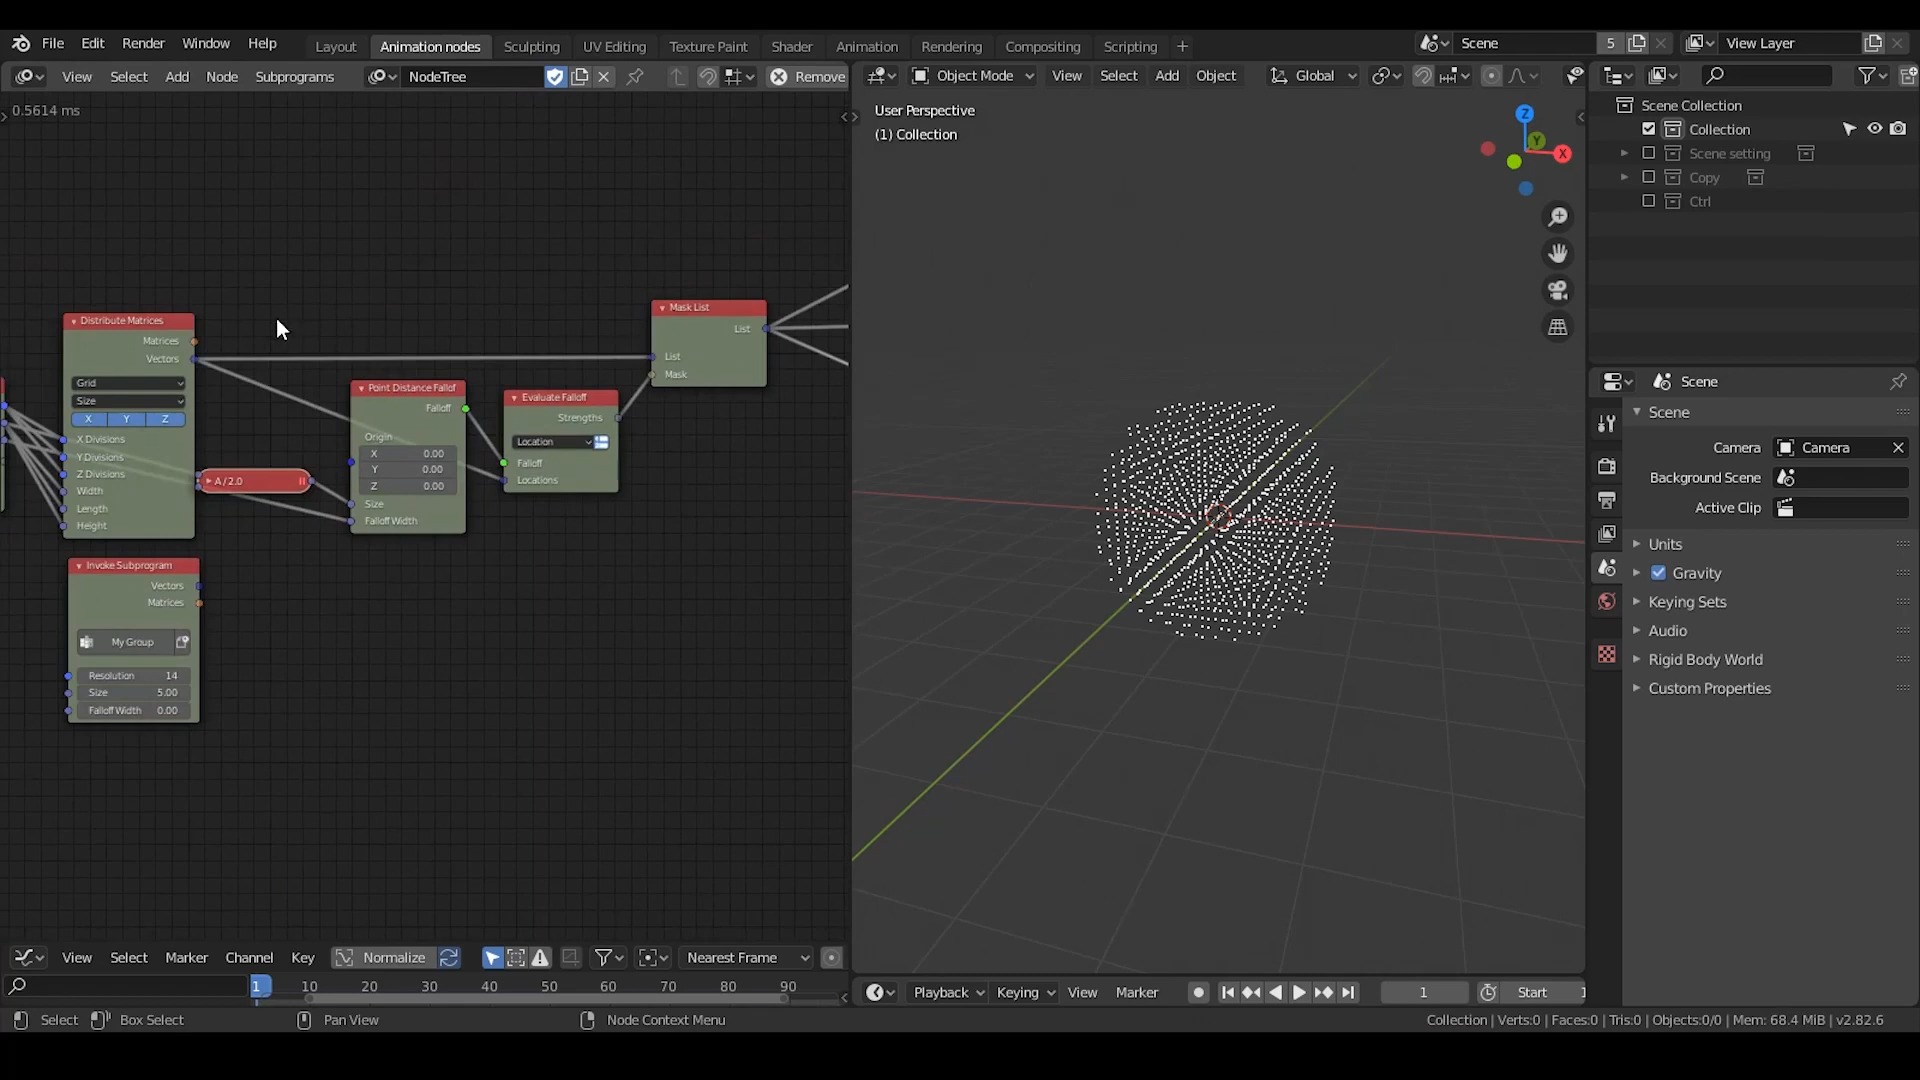 File Edit Render Window Help Layout Animation nodes Sculpting UV Editing Texture Paint Shader Animation Rendering Compositing Scripting + Scene 5 View Layer
View Select Add Node Subprograms NodeTree Remove Object Mode View Select Add Object Global
0.5614 ms
User Perspective
(1) Collection
Z
Y
X
Scene Collection
Collection
Scene setting
Copy
Ctrl
Distribute Matrices
Matrices
Vectors
Grid
Size
X Y Z
X Divisions
Y Divisions
Z Divisions
Width
Length
Height
A / 2.0
Point Distance Fallof
Falloff
Origin
X 0.00
Y 0.00
Z 0.00
Size
Falloff Width
Evaluate Falloff
Strengths
Location
Falloff
Locations
Mask List
List
List
Mask
Invoke Subprogram
Vectors
Matrices
My Group
Resolution 14
Size 5.00
Falloff Width 0.00
Scene
Scene
Camera Camera
Background Scene
Active Clip
Units
Gravity
Keying Sets
Audio
Rigid Body World
Custom Properties
View Select Marker Channel Key Normalize Nearest Frame
1 10 20 30 40 50 60 70 80 90
Playback Keying View Marker 1 Start 1
Select Box Select Pan View Node Context Menu Collection | Verts:0 | Faces:0 | Tris:0 | Objects:0/0 | Mem: 68.4 MiB | v2.82.6